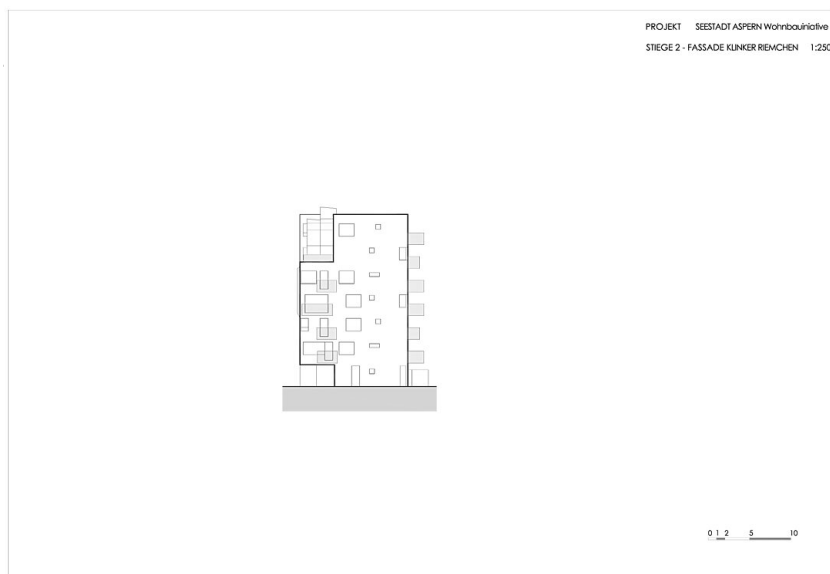 PROJEKT SEESTADT ASPERN Wohnbauiniative
STIEGE 2 - FASSADE KLINKER RIEMCHEN 1:250
0 1 2 5 10